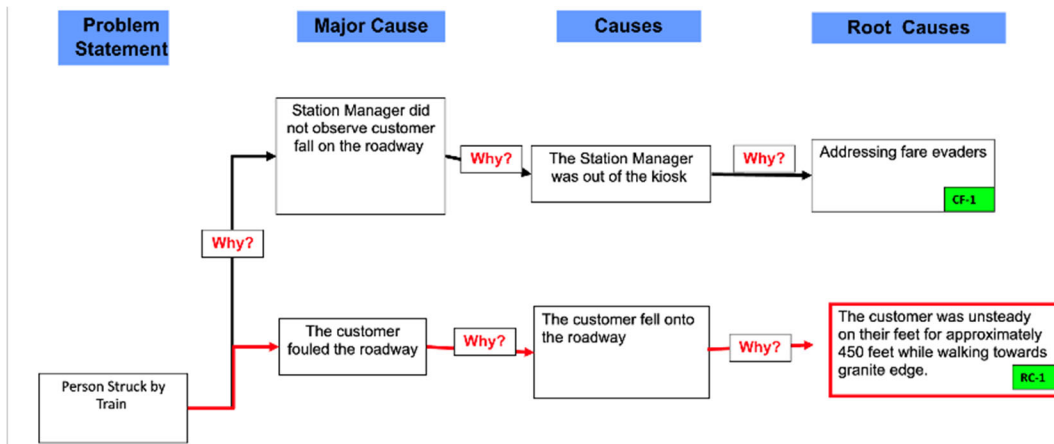 Problem
Statement
Major Cause
Causes
Root Causes
Station Manager did
not observe customer
fall on the roadway
Why?
The Station Manager
was out of the kiosk
Why?
Addressing fare evaders
CF-1
Why?
The customer
fouled the roadway
Why?
The customer fell onto
the roadway
Why?
The customer was unsteady
on their feet for approximately
450 feet while walking towards
granite edge.
RC-1
Person Struck by
Train